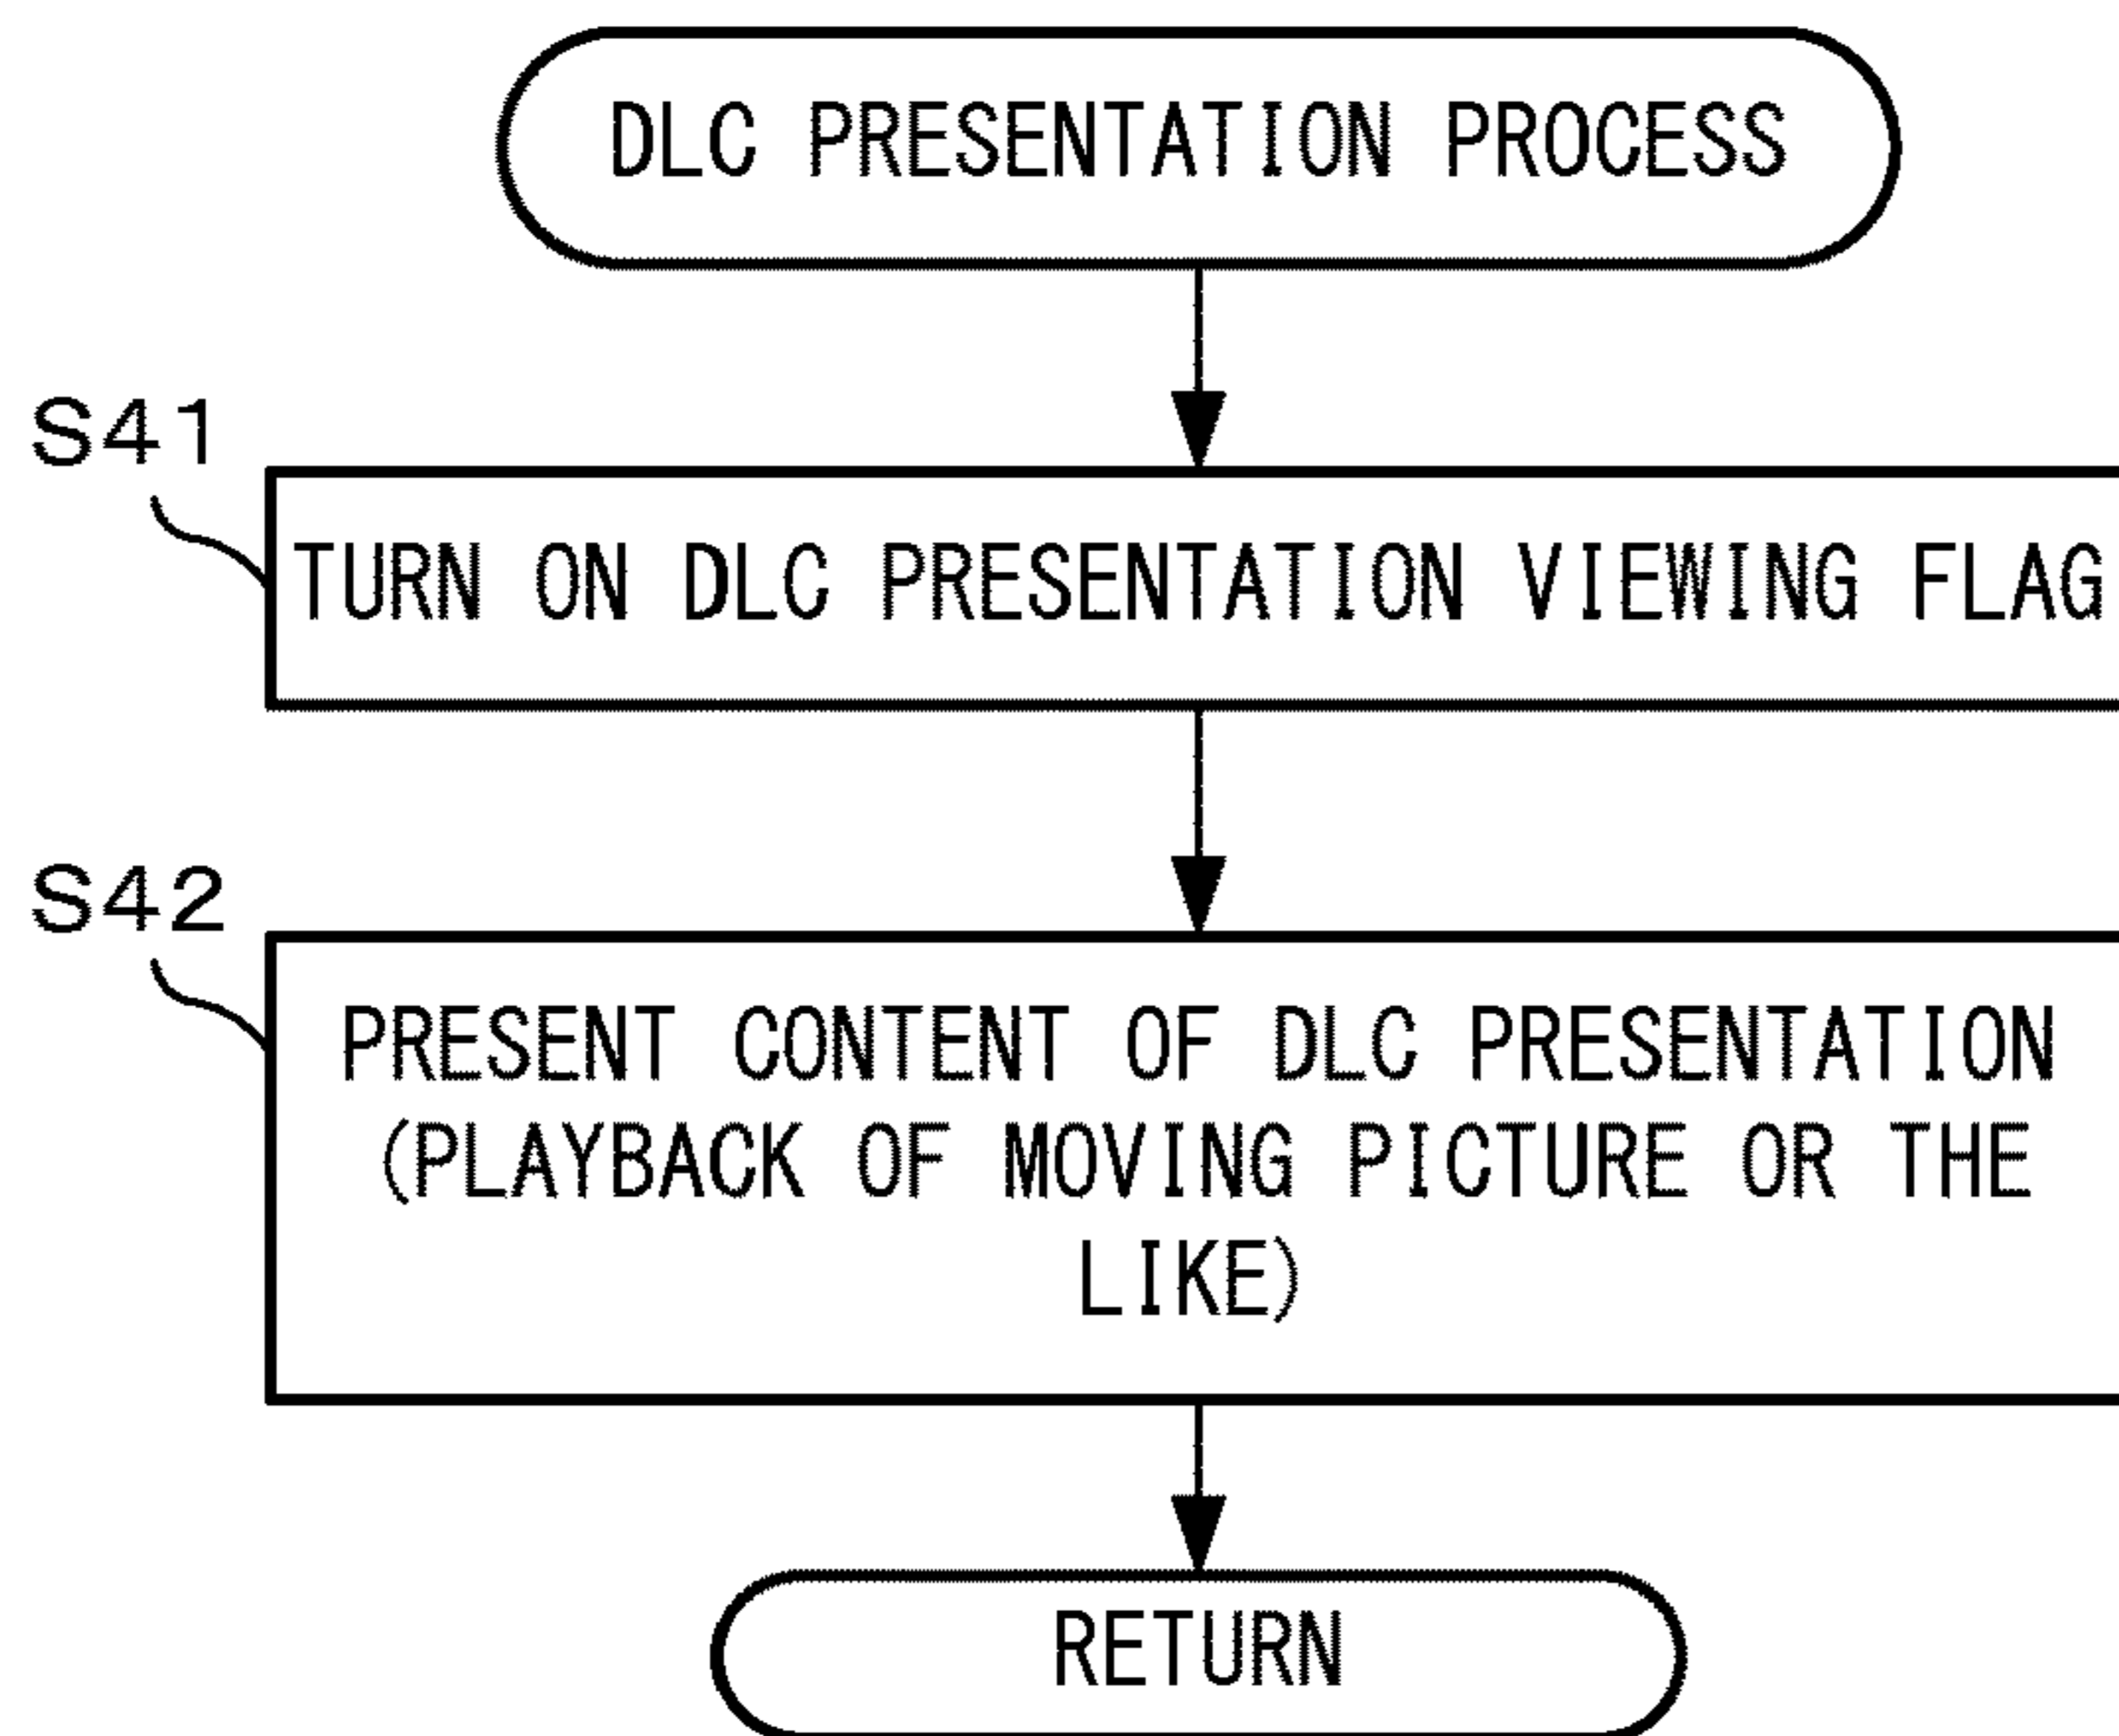 DLC PRESENTATION PROCESS
S41
TURN ON DLC PRESENTATION VIEWING FLAG
S42
PRESENT CONTENT OF DLC PRESENTATION
(PLAYBACK OF MOVING PICTURE OR THE
LIKE)
RETURN